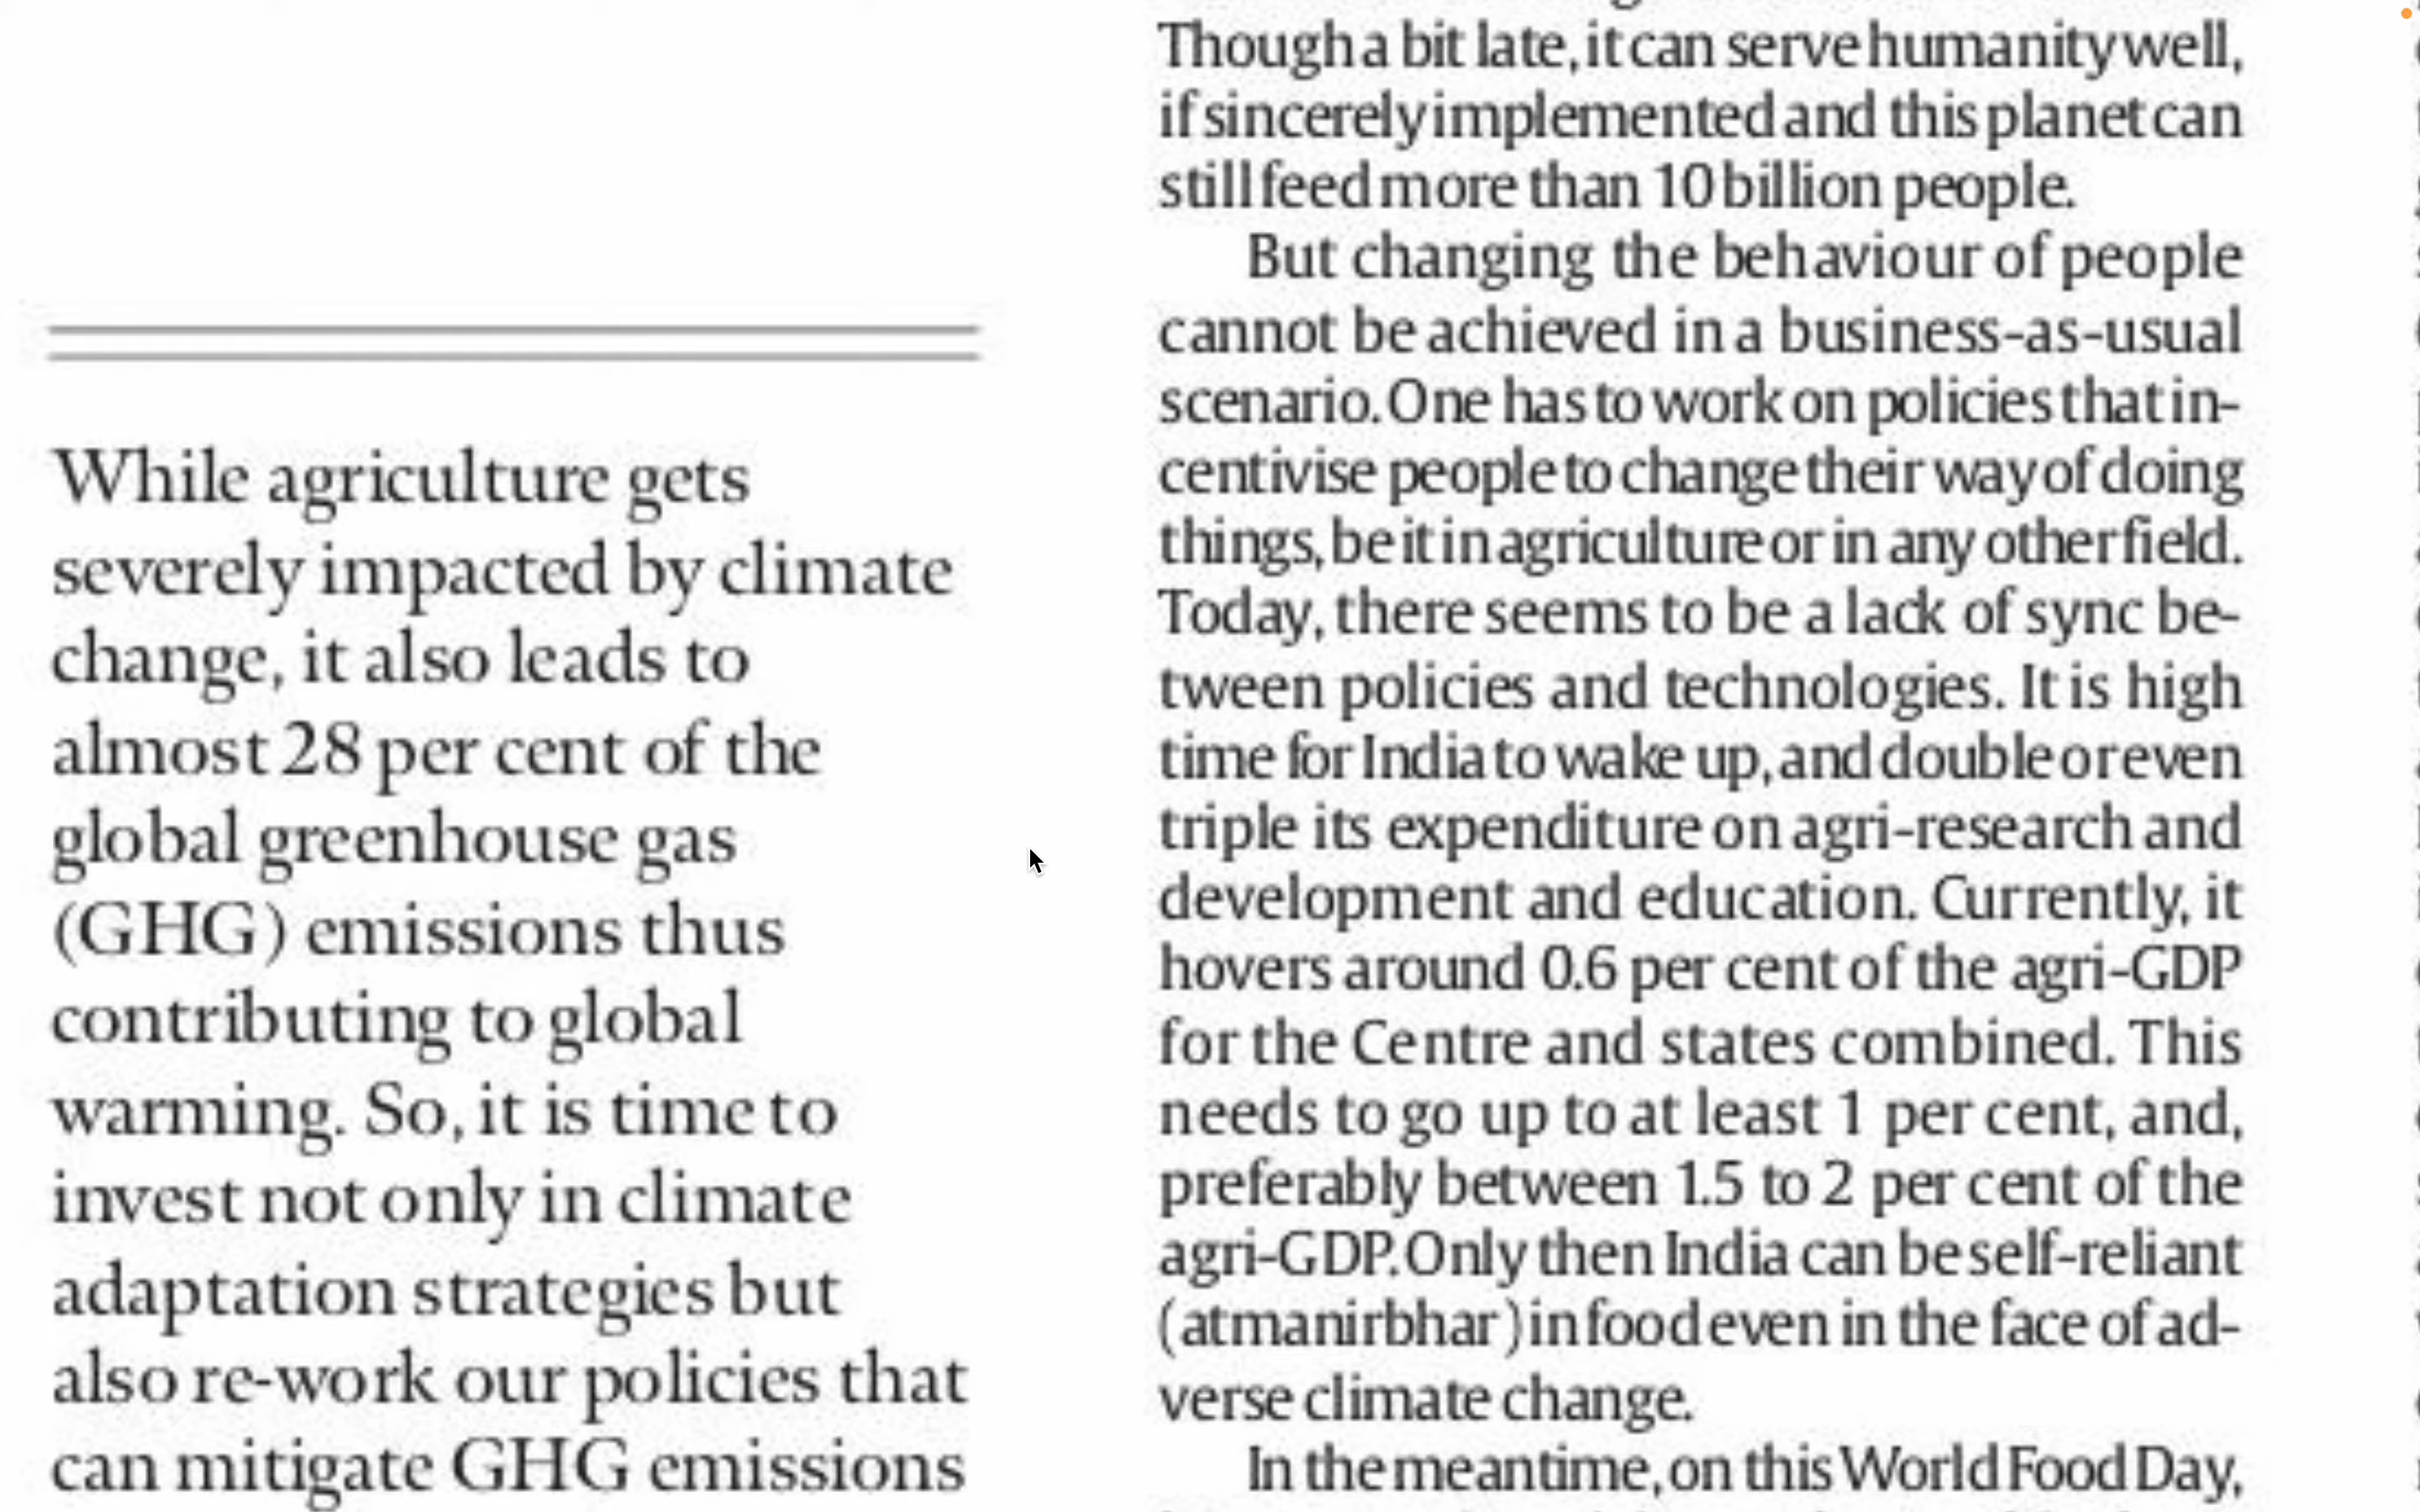 While agriculture gets
severely impacted by climate
change, it also leads to
almost 28 per cent of the
global greenhouse gas
(GHG) emissions thus
contributing to global
warming. So, it is time to
invest not only in climate
adaptation strategies but
also re-work our policies that
can mitigate GHG emissions
Though a bit late, it can serve humanity well,
if sincerely implemented and this planet can
still feed more than 10 billion people.
But changing the behaviour of people
cannot be achieved in a business-as-usual
scenario. One has to work on policies that in-
centivise people to change their way of doing
things, be it in agriculture or in any other field.
Today, there seems to be a lack of sync be-
tween policies and technologies. It is high
time for India to wake up, and double or even
triple its expenditure on agri-research and
development and education. Currently, it
hovers around 0.6 per cent of the agri-GDP
for the Centre and states combined. This
needs to go up to at least 1 per cent, and,
preferably between 1.5 to 2 per cent of the
agri-GDP. Only then India can be self-reliant
(atmanirbhar) in food even in the face of ad-
verse climate change.
In the meantime, on this World Food Day,